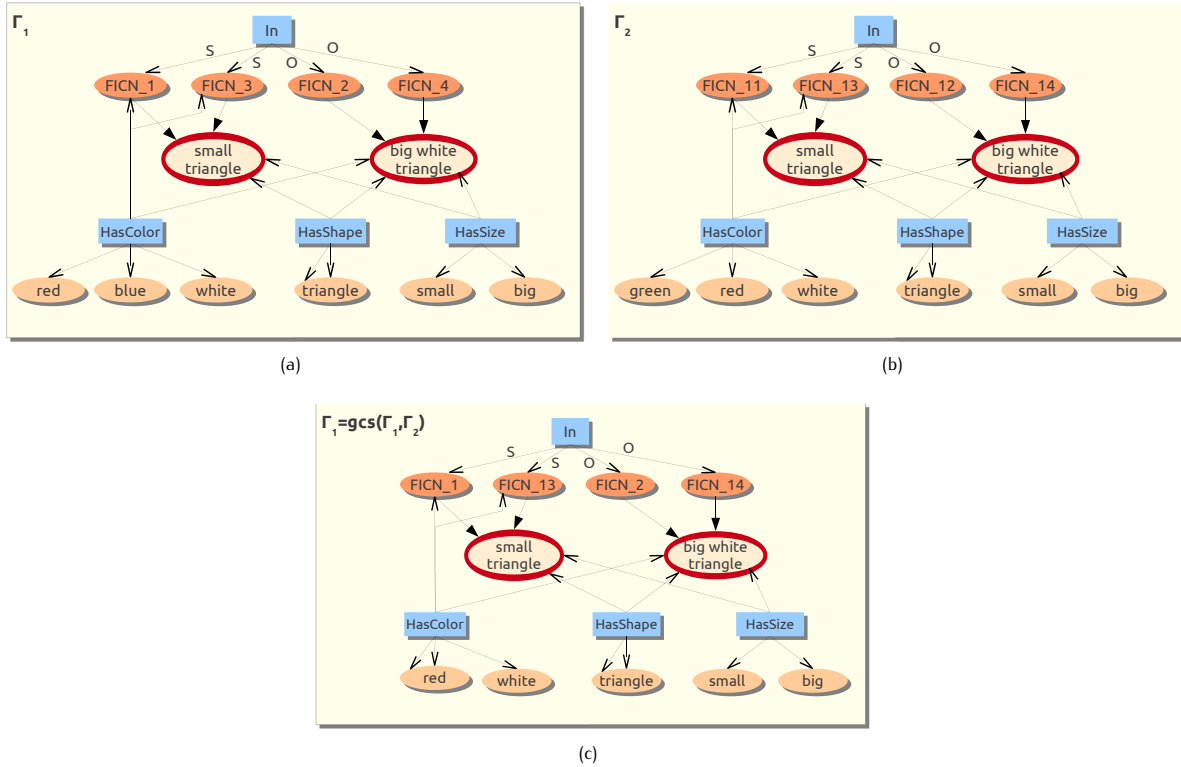 Γ1
In
S
S
O
O
FICN_1
FICN_3
FICN_2
FICN_4
small
triangle
big white
triangle
HasColor
HasShape
HasSize
red
blue
white
triangle
small
big
(a)
Γ2
In
S
S
O
O
FICN_11
FICN_13
FICN_12
FICN_14
small
triangle
big white
triangle
HasColor
HasShape
HasSize
green
red
white
triangle
small
big
(b)
Γ1=gcs(Γ1,Γ2)
In
S
S
O
O
FICN_1
FICN_13
FICN_2
FICN_14
small
triangle
big white
triangle
HasColor
HasShape
HasSize
red
white
triangle
small
big
(c)